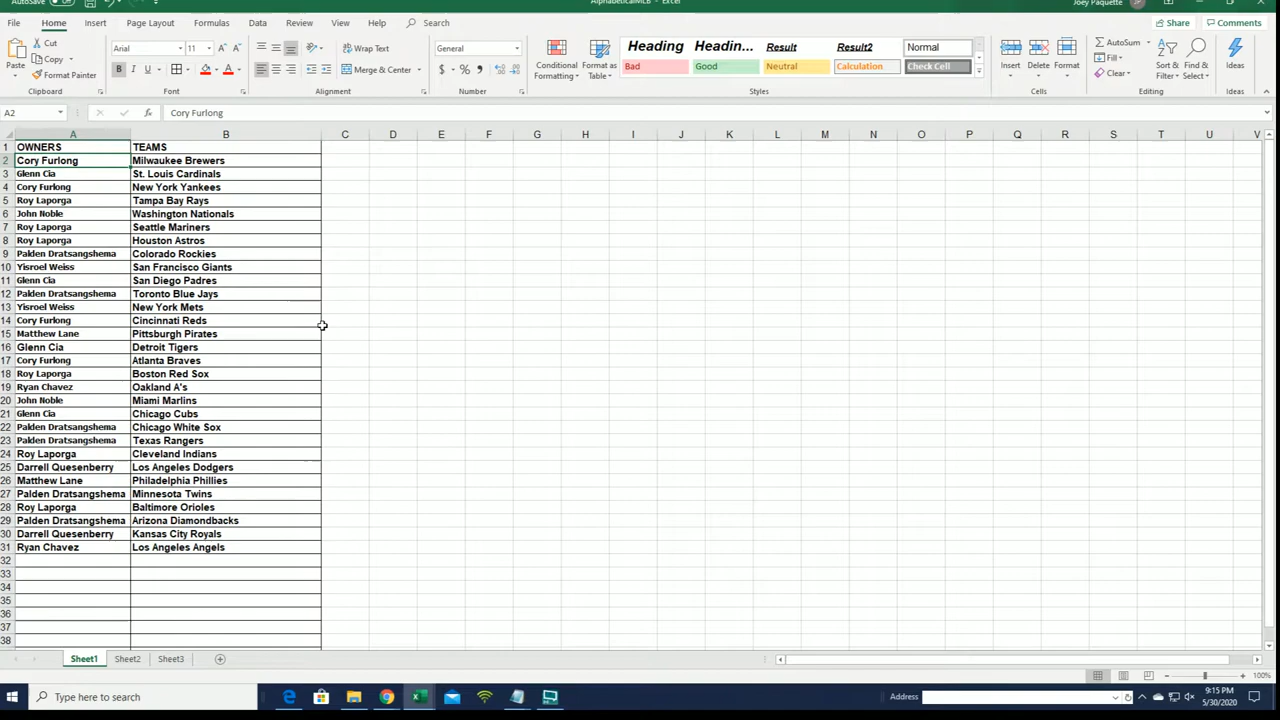 AutoSave Off AlphabeticalMLB - Excel Joey Paquette JP
File Home Insert Page Layout Formulas Data Review View Help Search Share Comments
Paste Cut Copy Format Painter Clipboard
Arial 11 B I U A A Font
Wrap Text Merge & Center Alignment
General $ % , Number
Conditional Formatting Format as Table
Heading Headin... Result Result2 Normal
Bad Good Neutral Calculation Check Cell
Styles
Insert Delete Format Cells
AutoSum Fill Clear Sort & Filter Find & Select Editing
Ideas Ideas
A2 fx Cory Furlong
A B C D E F G H I J K L M N O P Q R S T U V
1 OWNERS TEAMS
2 Cory Furlong Milwaukee Brewers
3 Glenn Cia St. Louis Cardinals
4 Cory Furlong New York Yankees
5 Roy Laporga Tampa Bay Rays
6 John Noble Washington Nationals
7 Roy Laporga Seattle Mariners
8 Roy Laporga Houston Astros
9 Palden Dratsangshema Colorado Rockies
10 Yisroel Weiss San Francisco Giants
11 Glenn Cia San Diego Padres
12 Palden Dratsangshema Toronto Blue Jays
13 Yisroel Weiss New York Mets
14 Cory Furlong Cincinnati Reds
15 Matthew Lane Pittsburgh Pirates
16 Glenn Cia Detroit Tigers
17 Cory Furlong Atlanta Braves
18 Roy Laporga Boston Red Sox
19 Ryan Chavez Oakland A's
20 John Noble Miami Marlins
21 Glenn Cia Chicago Cubs
22 Palden Dratsangshema Chicago White Sox
23 Palden Dratsangshema Texas Rangers
24 Roy Laporga Cleveland Indians
25 Darrell Quesenberry Los Angeles Dodgers
26 Matthew Lane Philadelphia Phillies
27 Palden Dratsangshema Minnesota Twins
28 Roy Laporga Baltimore Orioles
29 Palden Dratsangshema Arizona Diamondbacks
30 Darrell Quesenberry Kansas City Royals
31 Ryan Chavez Los Angeles Angels
32
33
34
35
36
37
38
Sheet1 Sheet2 Sheet3
100%
Type here to search Address 9:15 PM
5/30/2020